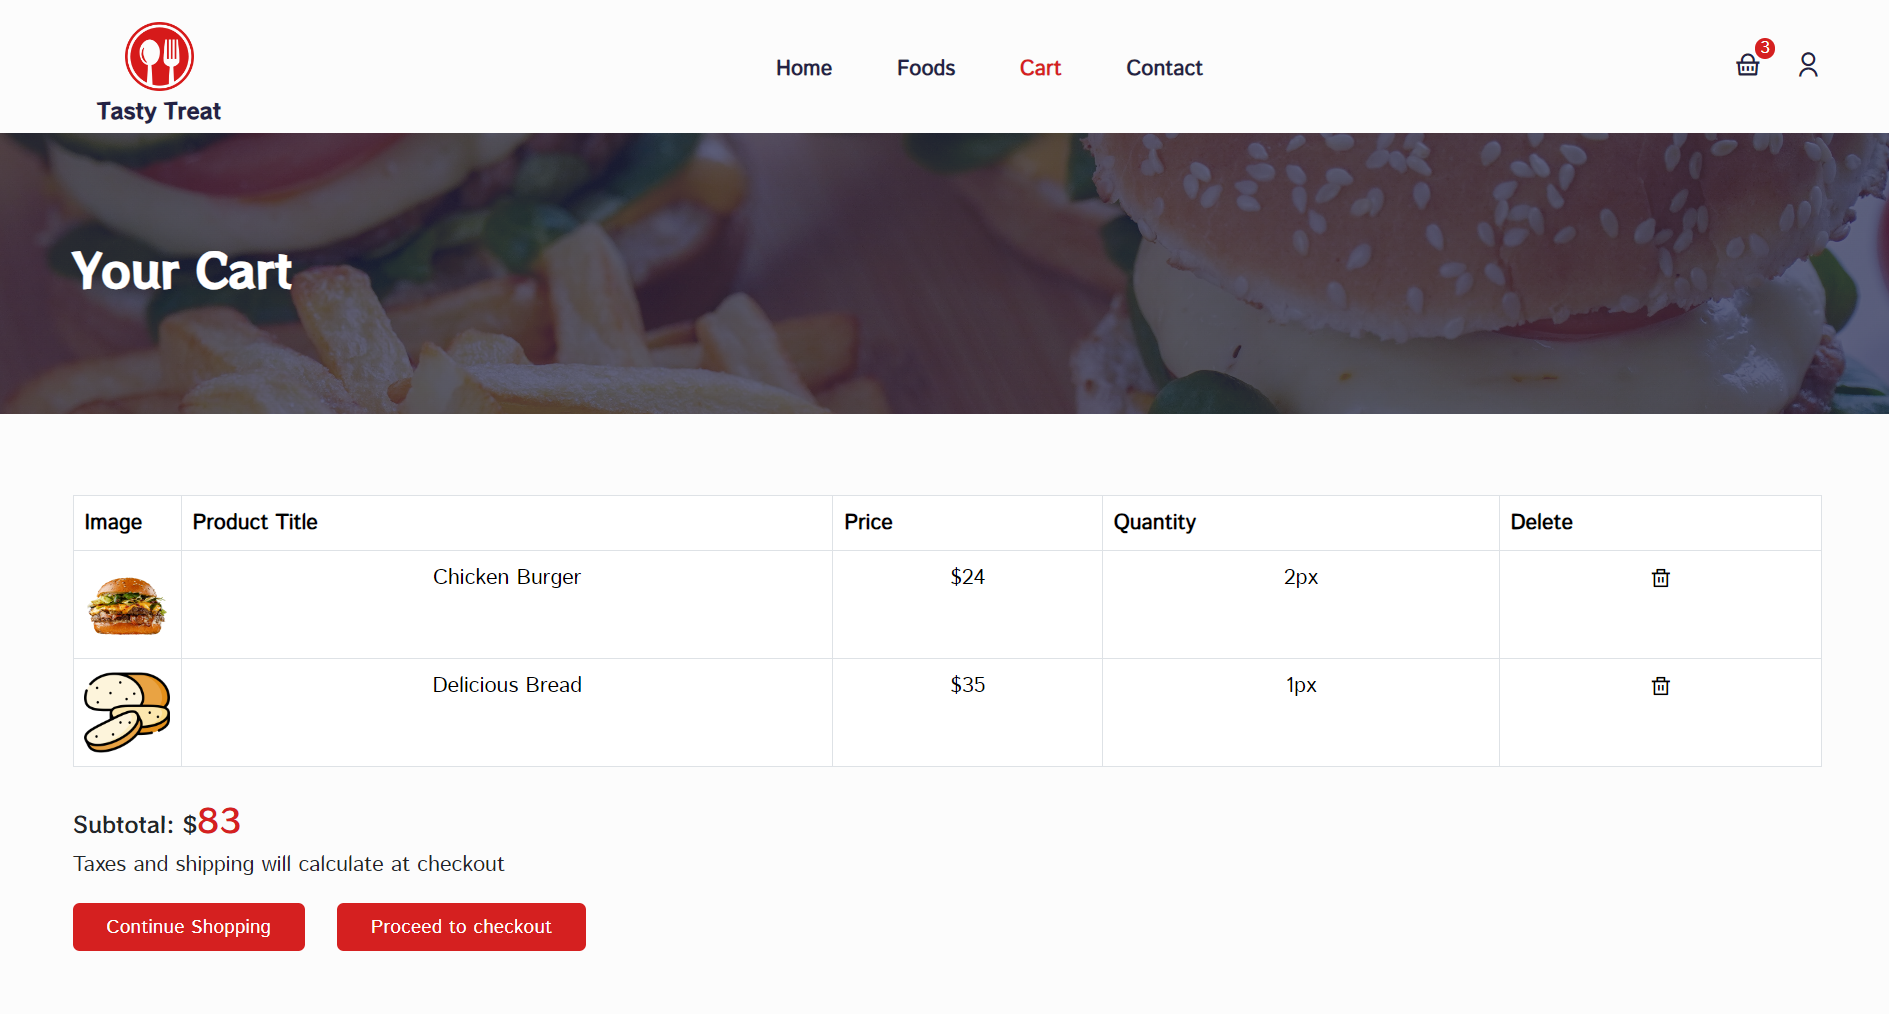 Tasty Treat
Home Foods Cart Contact
3
Your Cart
Image Product Title Price Quantity Delete
Chicken Burger $24 2px
Delicious Bread $35 1px
Subtotal: $83
Taxes and shipping will calculate at checkout
Continue Shopping Proceed to checkout